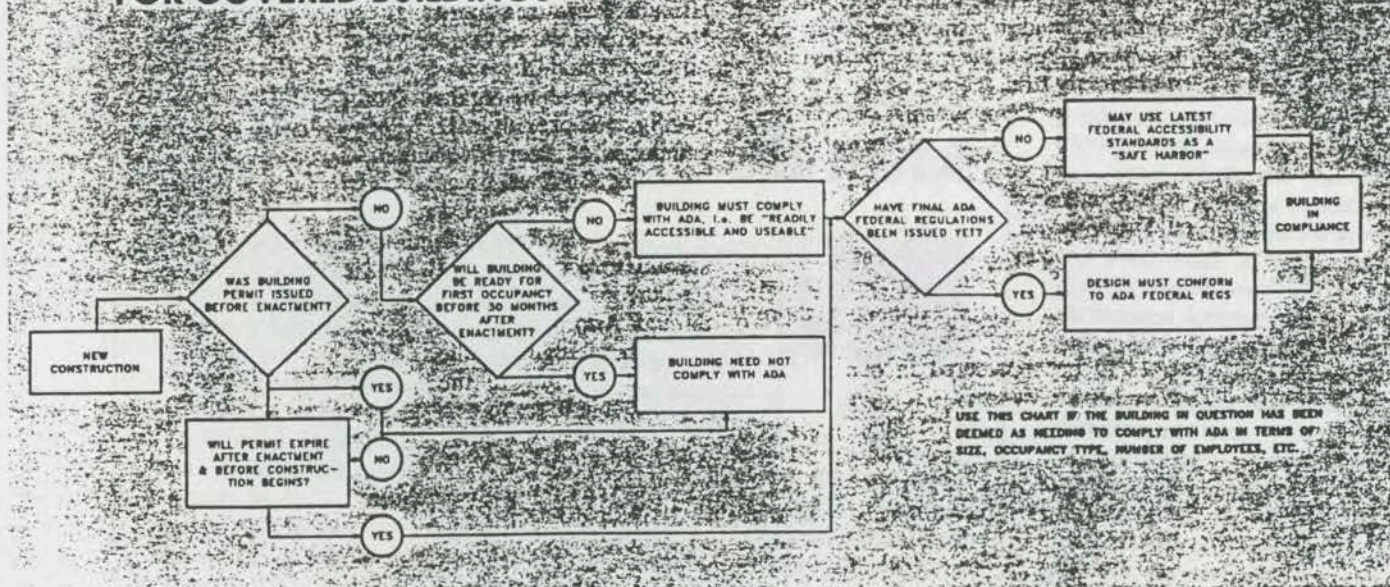 FOR COVERED BUILDINGS
NEW
CONSTRUCTION
WAS BUILDING
PERMIT ISSUED
BEFORE ENACTMENT?
NO
YES
WILL PERMIT EXPIRE
AFTER ENACTMENT
& BEFORE CONSTRUC-
TION BEGINS?
NO
YES
WILL BUILDING
BE READY FOR
FIRST OCCUPANCY
BEFORE 30 MONTHS
AFTER
ENACTMENT?
NO
YES
BUILDING MUST COMPLY
WITH ADA, i.e. BE "READILY
ACCESSIBLE AND USEABLE"
BUILDING NEED NOT
COMPLY WITH ADA
HAVE FINAL ADA
FEDERAL REGULATIONS
BEEN ISSUED YET?
NO
YES
MAY USE LATEST
FEDERAL ACCESSIBILITY
STANDARDS AS A
"SAFE HARBOR"
DESIGN MUST CONFORM
TO ADA FEDERAL REGS
BUILDING
IN
COMPLIANCE
USE THIS CHART IF THE BUILDING IN QUESTION HAS BEEN
DEEMED AS NEEDING TO COMPLY WITH ADA IN TERMS OF:
SIZE, OCCUPANCY TYPE, NUMBER OF EMPLOYEES, ETC.